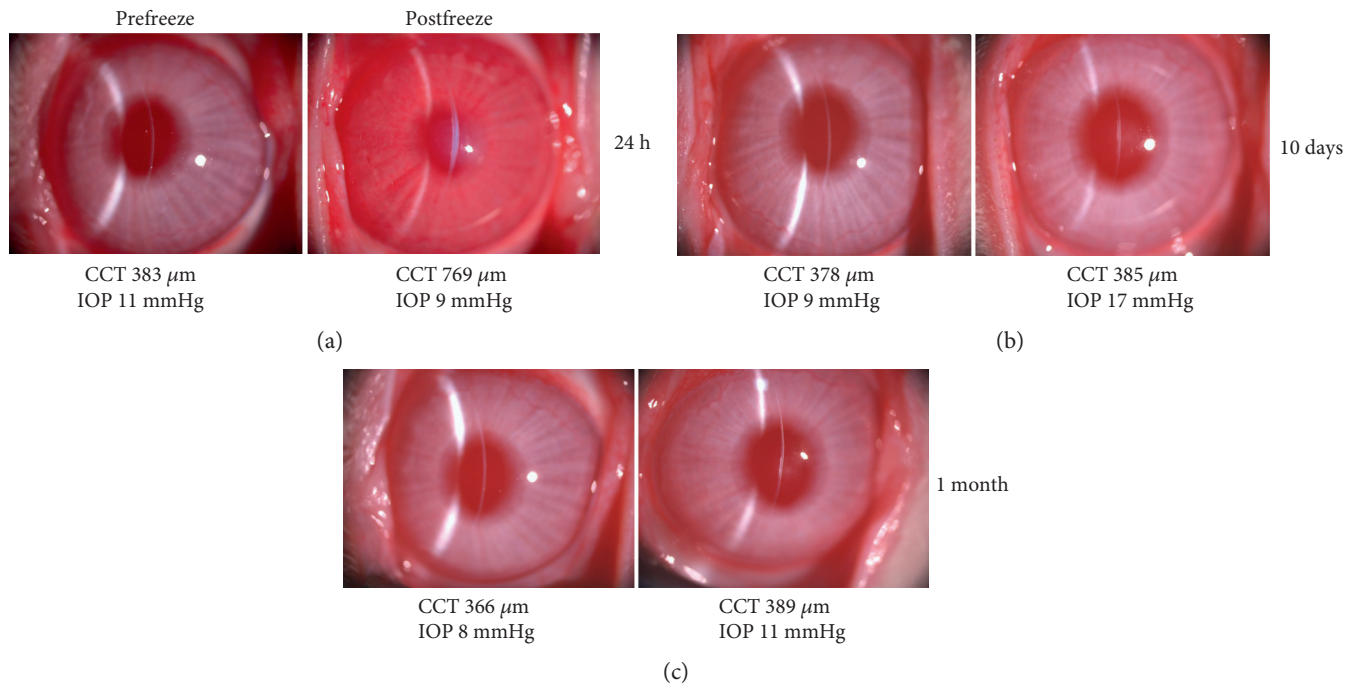 Prefreeze
Postfreeze
24 h
CCT 383 μm
IOP 11 mmHg
CCT 769 μm
IOP 9 mmHg
(a)
10 days
CCT 378 μm
IOP 9 mmHg
CCT 385 μm
IOP 17 mmHg
(b)
1 month
CCT 366 μm
IOP 8 mmHg
CCT 389 μm
IOP 11 mmHg
(c)